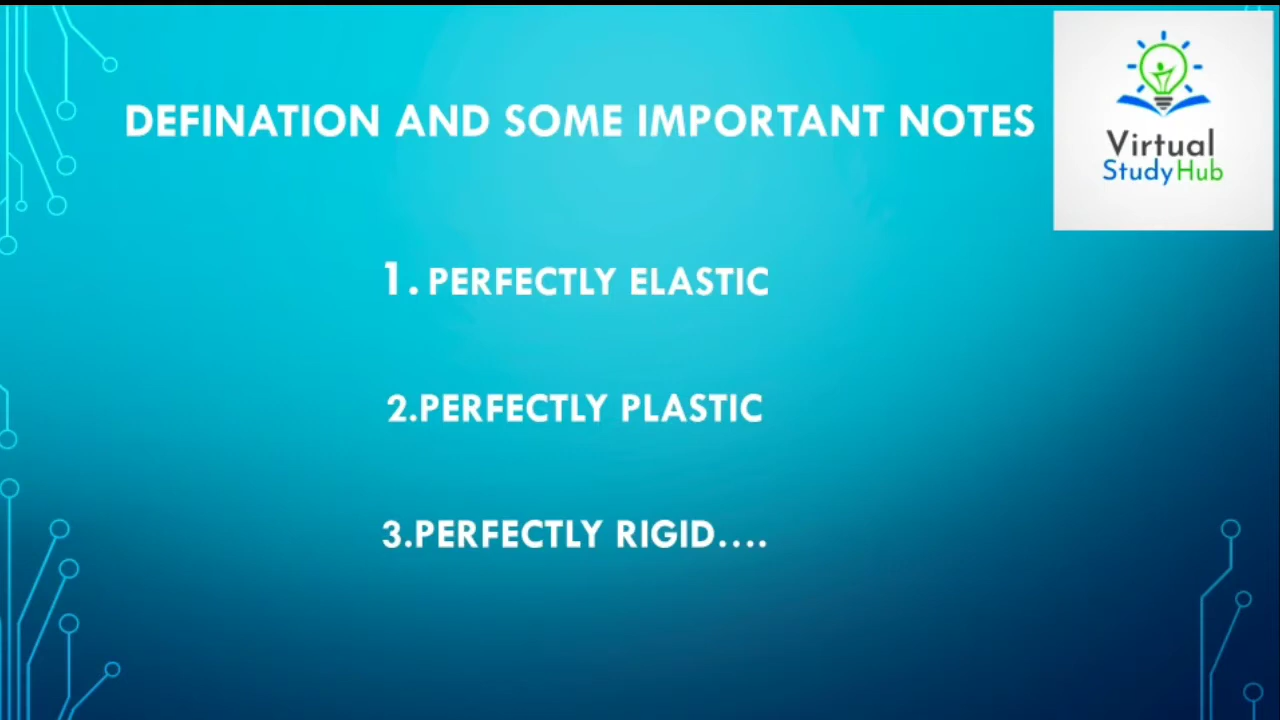 DEFINATION AND SOME IMPORTANT NOTES
Virtual
StudyHub
1. PERFECTLY ELASTIC
2.PERFECTLY PLASTIC
3.PERFECTLY RIGID....